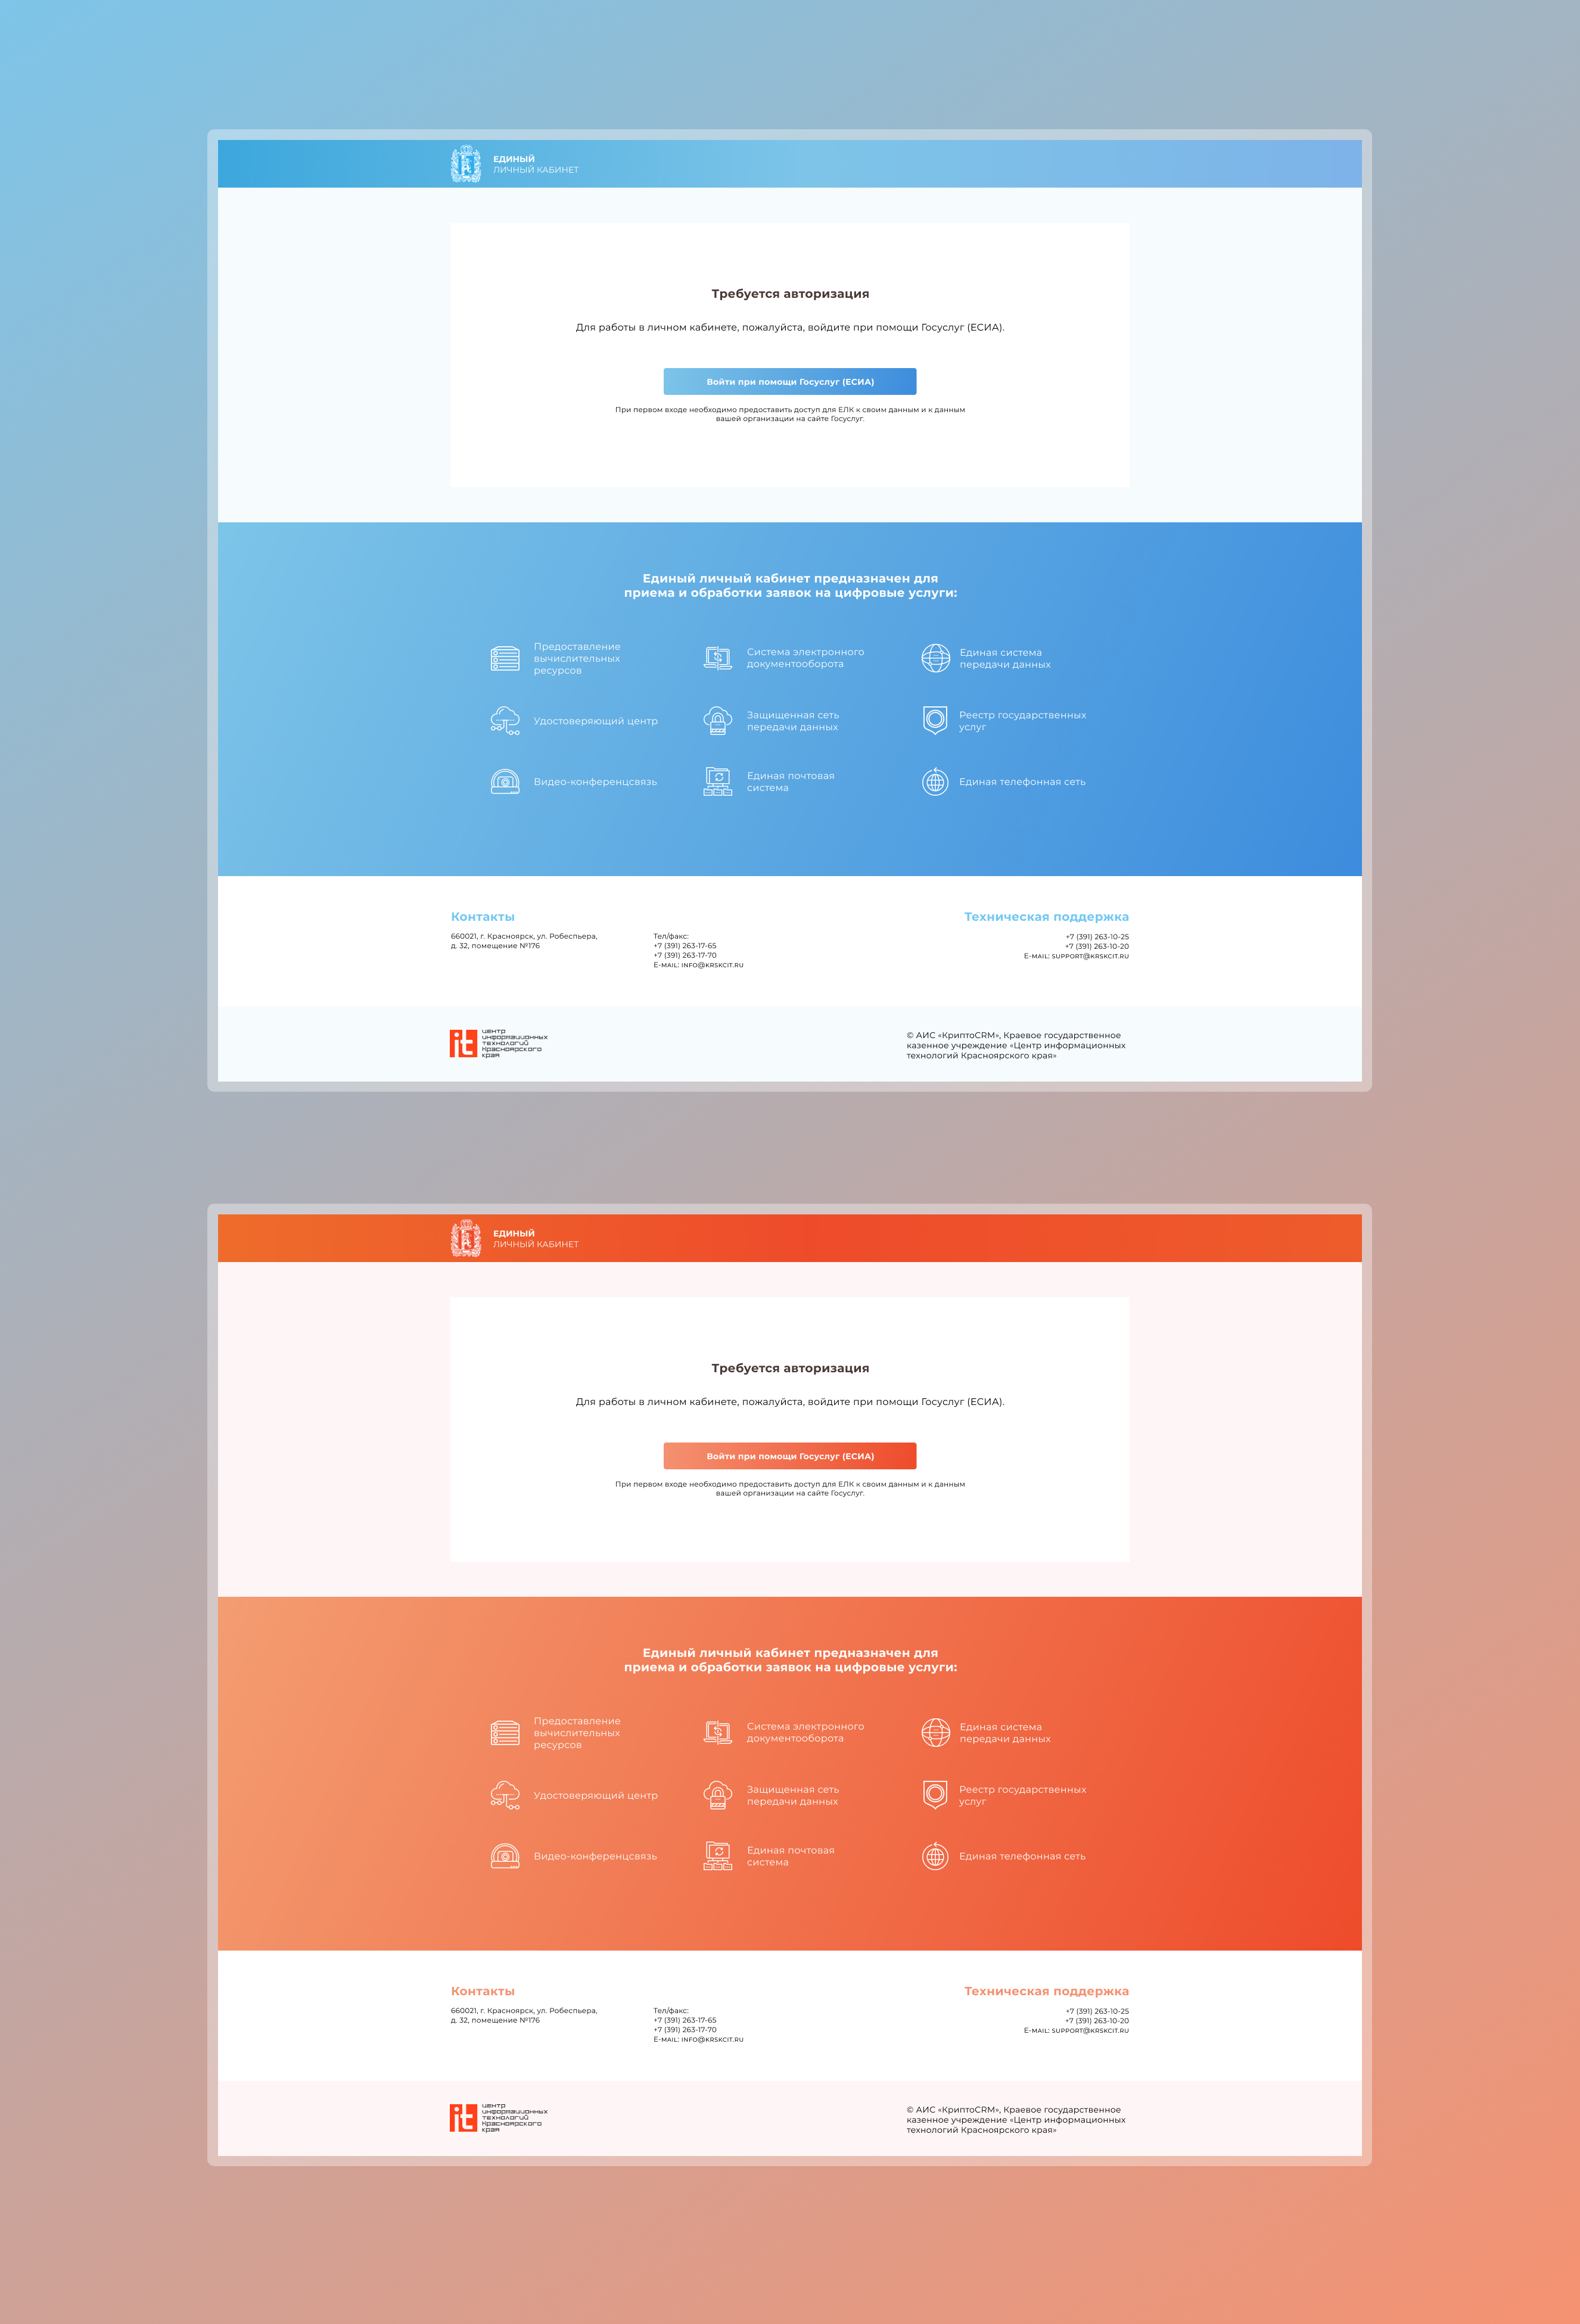 ЕДИНЫЙ
ЛИЧНЫЙ КАБИНЕТ
Требуется авторизация
Для работы в личном кабинете, пожалуйста, войдите при помощи Госуслуг (ЕСИА).
Войти при помощи Госуслуг (ЕСИА)
При первом входе необходимо предоставить доступ для ЕЛК к своим данным и к данным
вашей организации на сайте Госуслуг.
Единый личный кабинет предназначен для
приема и обработки заявок на цифровые услуги:
Предоставление
вычислительных
ресурсов
Система электронного
документооборота
Единая система
передачи данных
Удостоверяющий центр
Защищенная сеть
передачи данных
Реестр государственных
услуг
Видео-конференцсвязь
Единая почтовая
система
Единая телефонная сеть
Контакты
660021, г. Красноярск, ул. Робеспьера,
д. 32, помещение №176
Тел/факс:
+7 (391) 263-17-65
+7 (391) 263-17-70
E-MAIL: INFO@KRSKCIT.RU
Техническая поддержка
+7 (391) 263-10-25
+7 (391) 263-10-20
E-MAIL: SUPPORT@KRSKCIT.RU
it
центр
информационных
технологий
Красноярского
края
© АИС «КриптоCRM», Краевое государственное
казенное учреждение «Центр информационных
технологий Красноярского края»
ЕДИНЫЙ
ЛИЧНЫЙ КАБИНЕТ
Требуется авторизация
Для работы в личном кабинете, пожалуйста, войдите при помощи Госуслуг (ЕСИА).
Войти при помощи Госуслуг (ЕСИА)
При первом входе необходимо предоставить доступ для ЕЛК к своим данным и к данным
вашей организации на сайте Госуслуг.
Единый личный кабинет предназначен для
приема и обработки заявок на цифровые услуги:
Предоставление
вычислительных
ресурсов
Система электронного
документооборота
Единая система
передачи данных
Удостоверяющий центр
Защищенная сеть
передачи данных
Реестр государственных
услуг
Видео-конференцсвязь
Единая почтовая
система
Единая телефонная сеть
Контакты
660021, г. Красноярск, ул. Робеспьера,
д. 32, помещение №176
Тел/факс:
+7 (391) 263-17-65
+7 (391) 263-17-70
E-MAIL: INFO@KRSKCIT.RU
Техническая поддержка
+7 (391) 263-10-25
+7 (391) 263-10-20
E-MAIL: SUPPORT@KRSKCIT.RU
it
центр
информационных
технологий
Красноярского
края
© АИС «КриптоCRM», Краевое государственное
казенное учреждение «Центр информационных
технологий Красноярского края»